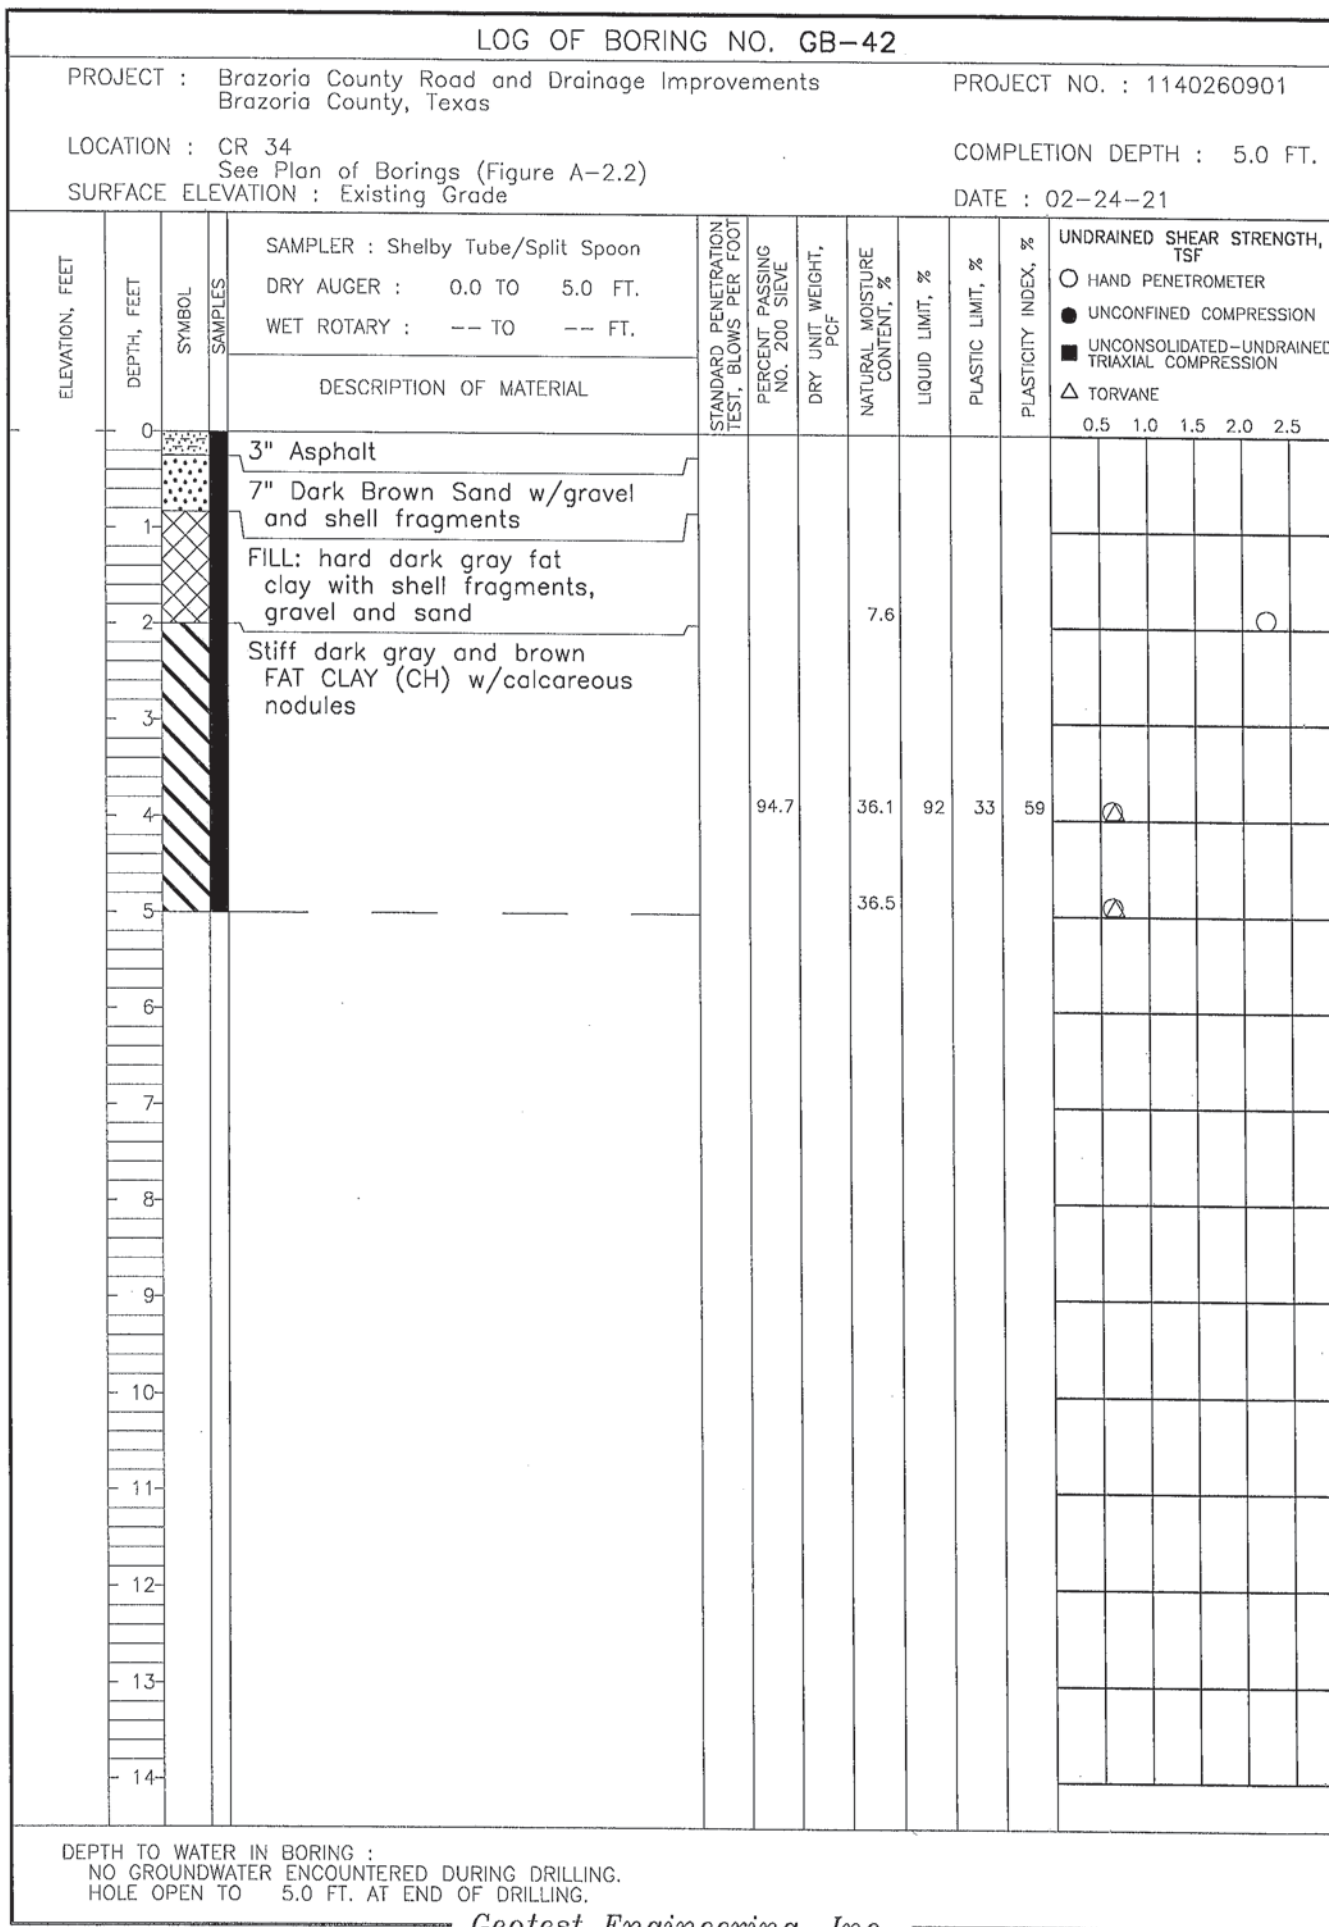 LOG OF BORING NO. GB-42
PROJECT : Brazoria County Road and Drainage Improvements
Brazoria County, Texas
PROJECT NO. : 1140260901
LOCATION : CR 34
See Plan of Borings (Figure A-2.2)
COMPLETION DEPTH : 5.0 FT.
SURFACE ELEVATION : Existing Grade
DATE : 02-24-21
ELEVATION, FEET
DEPTH, FEET
SYMBOL
SAMPLES
SAMPLER : Shelby Tube/Split Spoon
DRY AUGER : 0.0 TO 5.0 FT.
WET ROTARY : -- TO -- FT.
DESCRIPTION OF MATERIAL
STANDARD PENETRATION
TEST, BLOWS PER FOOT
PERCENT PASSING
NO. 200 SIEVE
DRY UNIT WEIGHT,
PCF
NATURAL MOISTURE
CONTENT, %
LIQUID LIMIT, %
PLASTIC LIMIT, %
PLASTICITY INDEX, %
UNDRAINED SHEAR STRENGTH,
TSF
HAND PENETROMETER
UNCONFINED COMPRESSION
UNCONSOLIDATED-UNDRAINED
TRIAXIAL COMPRESSION
TORVANE
0.5 1.0 1.5 2.0 2.5
0
3" Asphalt
7" Dark Brown Sand w/gravel
and shell fragments
1
FILL: hard dark gray fat
clay with shell fragments,
gravel and sand
7.6
2
Stiff dark gray and brown
FAT CLAY (CH) w/calcareous
nodules
3
4
94.7 36.1 92 33 59
36.5
5
6
7
8
9
10
11
12
13
14
DEPTH TO WATER IN BORING :
NO GROUNDWATER ENCOUNTERED DURING DRILLING.
HOLE OPEN TO 5.0 FT. AT END OF DRILLING.
Geotest Engineering, Inc.